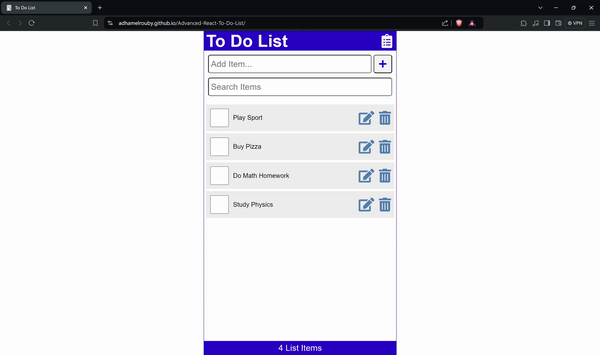 To Do List
adhamelrouby.github.io/Advanced-React-To-Do-List/
VPN
To Do List
Add Item...
Search Items
Play Sport
Buy Pizza
Do Math Homework
Study Physics
4 List Items